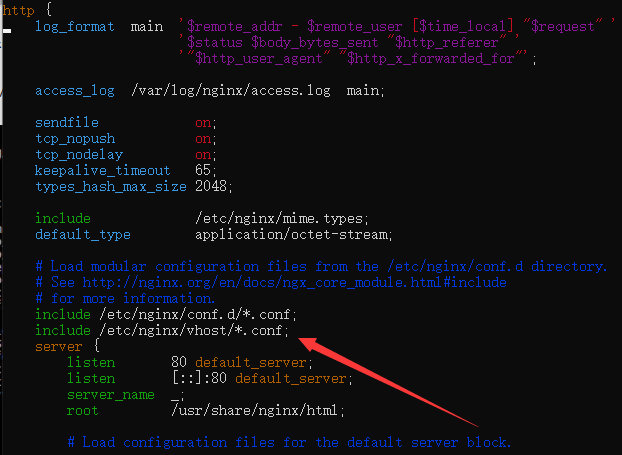 http {
    log_format  main  '$remote_addr - $remote_user [$time_local] "$request" '
                      '$status $body_bytes_sent "$http_referer" '
                      '"$http_user_agent" "$http_x_forwarded_for"';
    access_log  /var/log/nginx/access.log  main;
    sendfile            on;
    tcp_nopush          on;
    tcp_nodelay         on;
    keepalive_timeout   65;
    types_hash_max_size 2048;
    include             /etc/nginx/mime.types;
    default_type        application/octet-stream;
    # Load modular configuration files from the /etc/nginx/conf.d directory.
    # See http://nginx.org/en/docs/ngx_core_module.html#include
    # for more information.
    include /etc/nginx/conf.d/*.conf;
    include /etc/nginx/vhost/*.conf;
    server {
        listen       80 default_server;
        listen       [::]:80 default_server;
        server_name  _;
        root         /usr/share/nginx/html;
        # Load configuration files for the default server block.